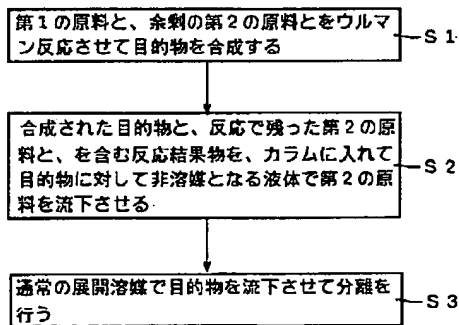 第1の原料と、余剰の第2の原料とをウルマ
ン反応させて目的物を合成する
S1
合成された目的物と、反応で残った第2の原
料と、を含む反応結果物を、カラムに入れて
目的物に対して非溶媒となる液体で第2の原
料を流下させる
S2
通常の展開溶媒で目的物を流下させて分離を
行う
S3